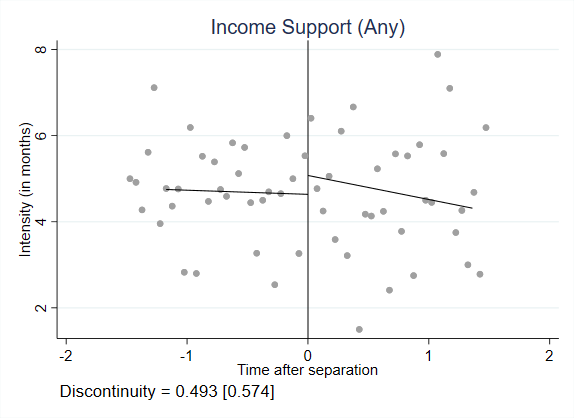 Income Support (Any)
Intensity (in months)
8
6
4
2
-2
-1
0
1
2
Time after separation
Discontinuity = 0.493 [0.574]